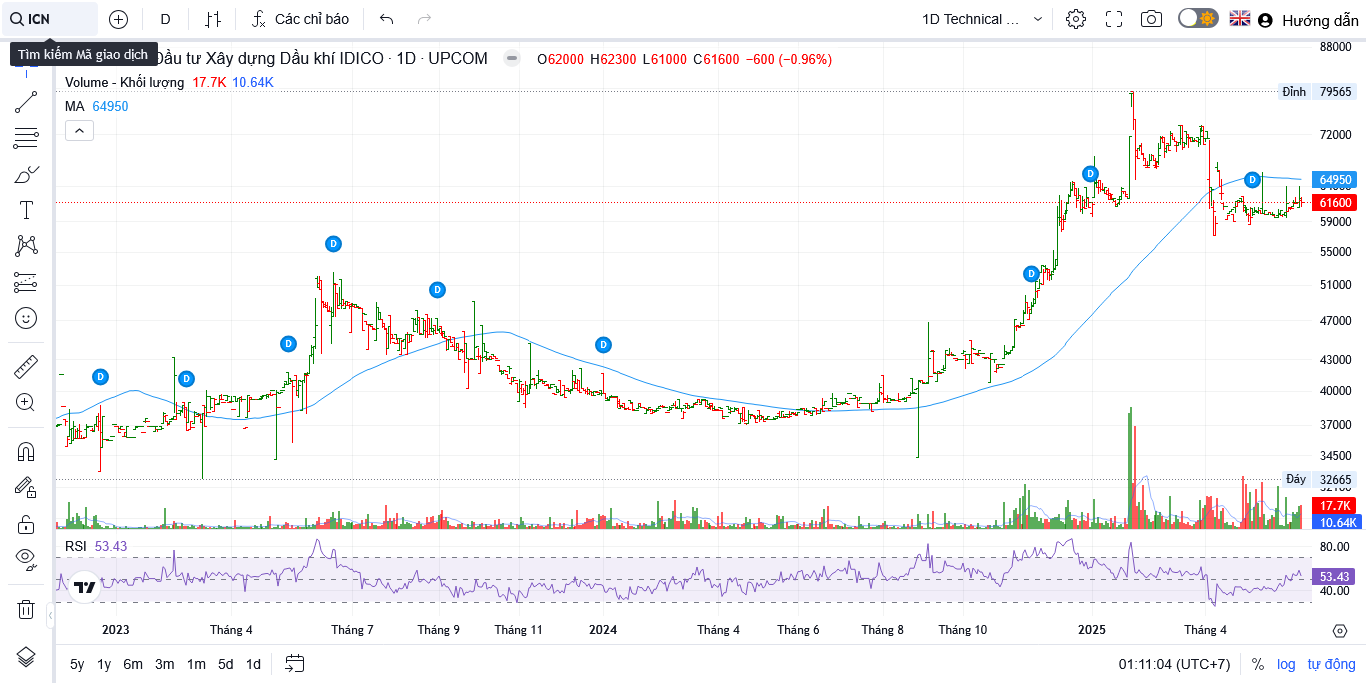 ICN
D
Các chỉ báo
1D Technical ...
Hướng dẫn
Tìm kiếm Mã giao dịch
Đầu tư Xây dựng Dầu khí IDICO · 1D · UPCOM
O62000 H62300 L61000 C61600 −600 (−0.96%)
Volume - Khối lượng 17.7K 10.64K
MA 64950
88000
Đỉnh 79565
72000
64950
61600
59000
55000
51000
47000
43000
40000
37000
34500
Đáy 32665
17.7K
10.64K
D
D
D
D
D
D
D
D
D
RSI 53.43
80.00
53.43
40.00
2023 Tháng 4 Tháng 7 Tháng 9 Tháng 11 2024 Tháng 4 Tháng 6 Tháng 8 Tháng 10 2025 Tháng 4
5y 1y 6m 3m 1m 5d 1d
01:11:04 (UTC+7) % log tự động